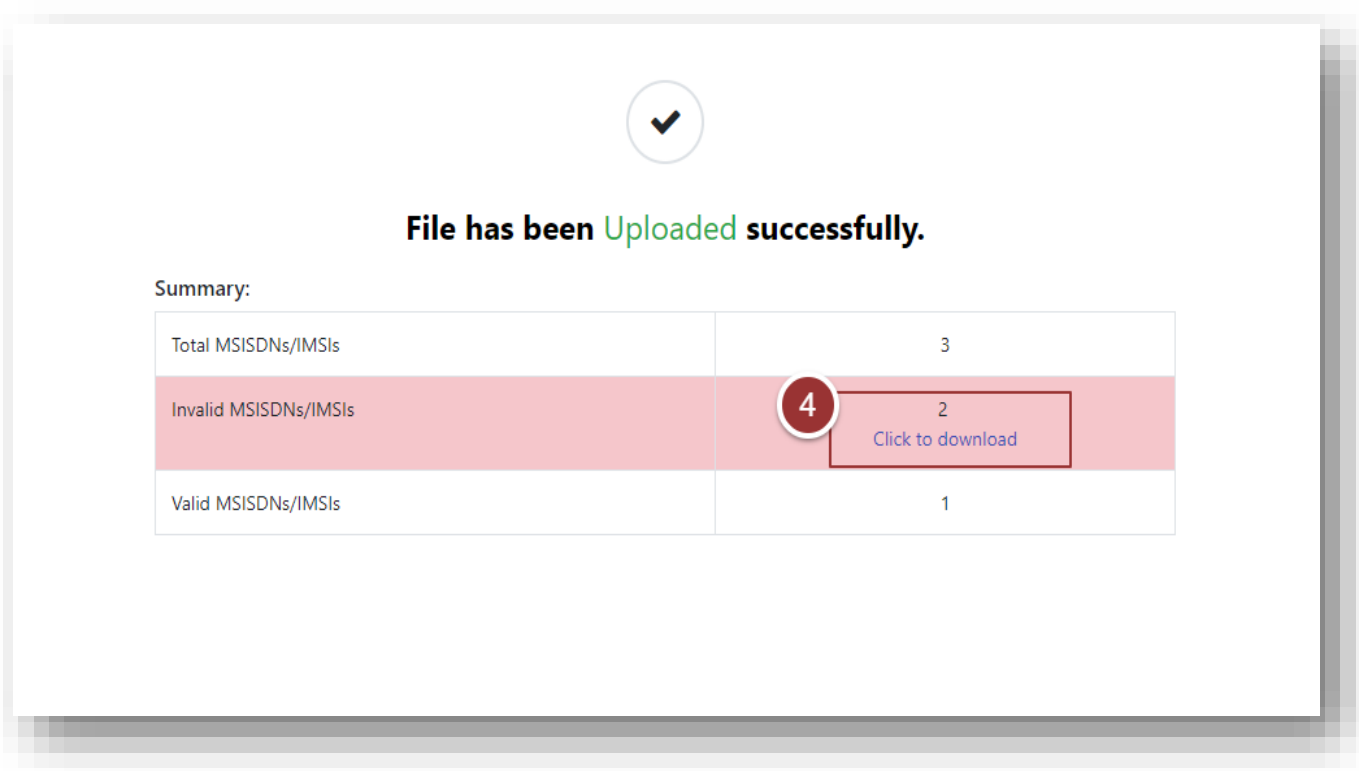 File has been Uploaded successfully.
Summary:
Total MSISDNs/IMSIs 3
Invalid MSISDNs/IMSIs 4 2
Click to download
Valid MSISDNs/IMSIs 1